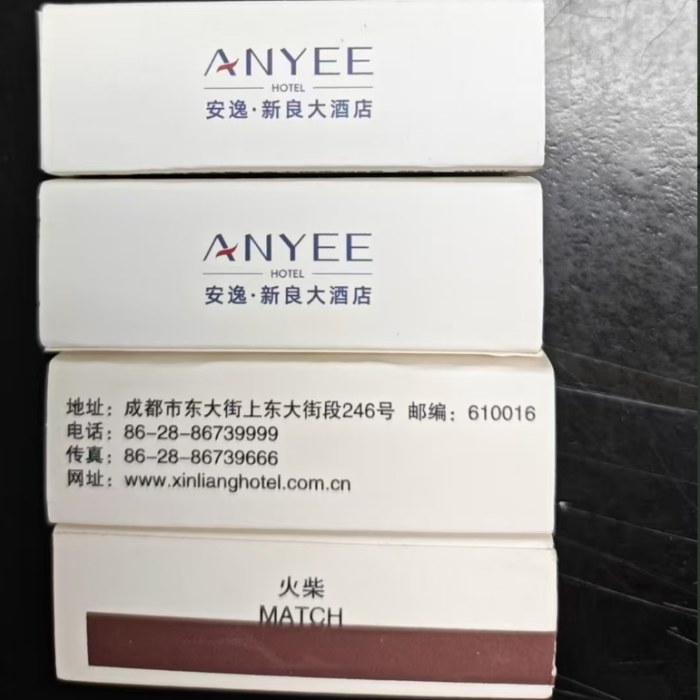 ANYEE
HOTEL
安逸·新良大酒店
ANYEE
HOTEL
安逸·新良大酒店
地址：成都市东大街上东大街段246号 邮编：610016
电话：86-28-86739999
传真：86-28-86739666
网址：www.xinlianghotel.com.cn
火柴
MATCH